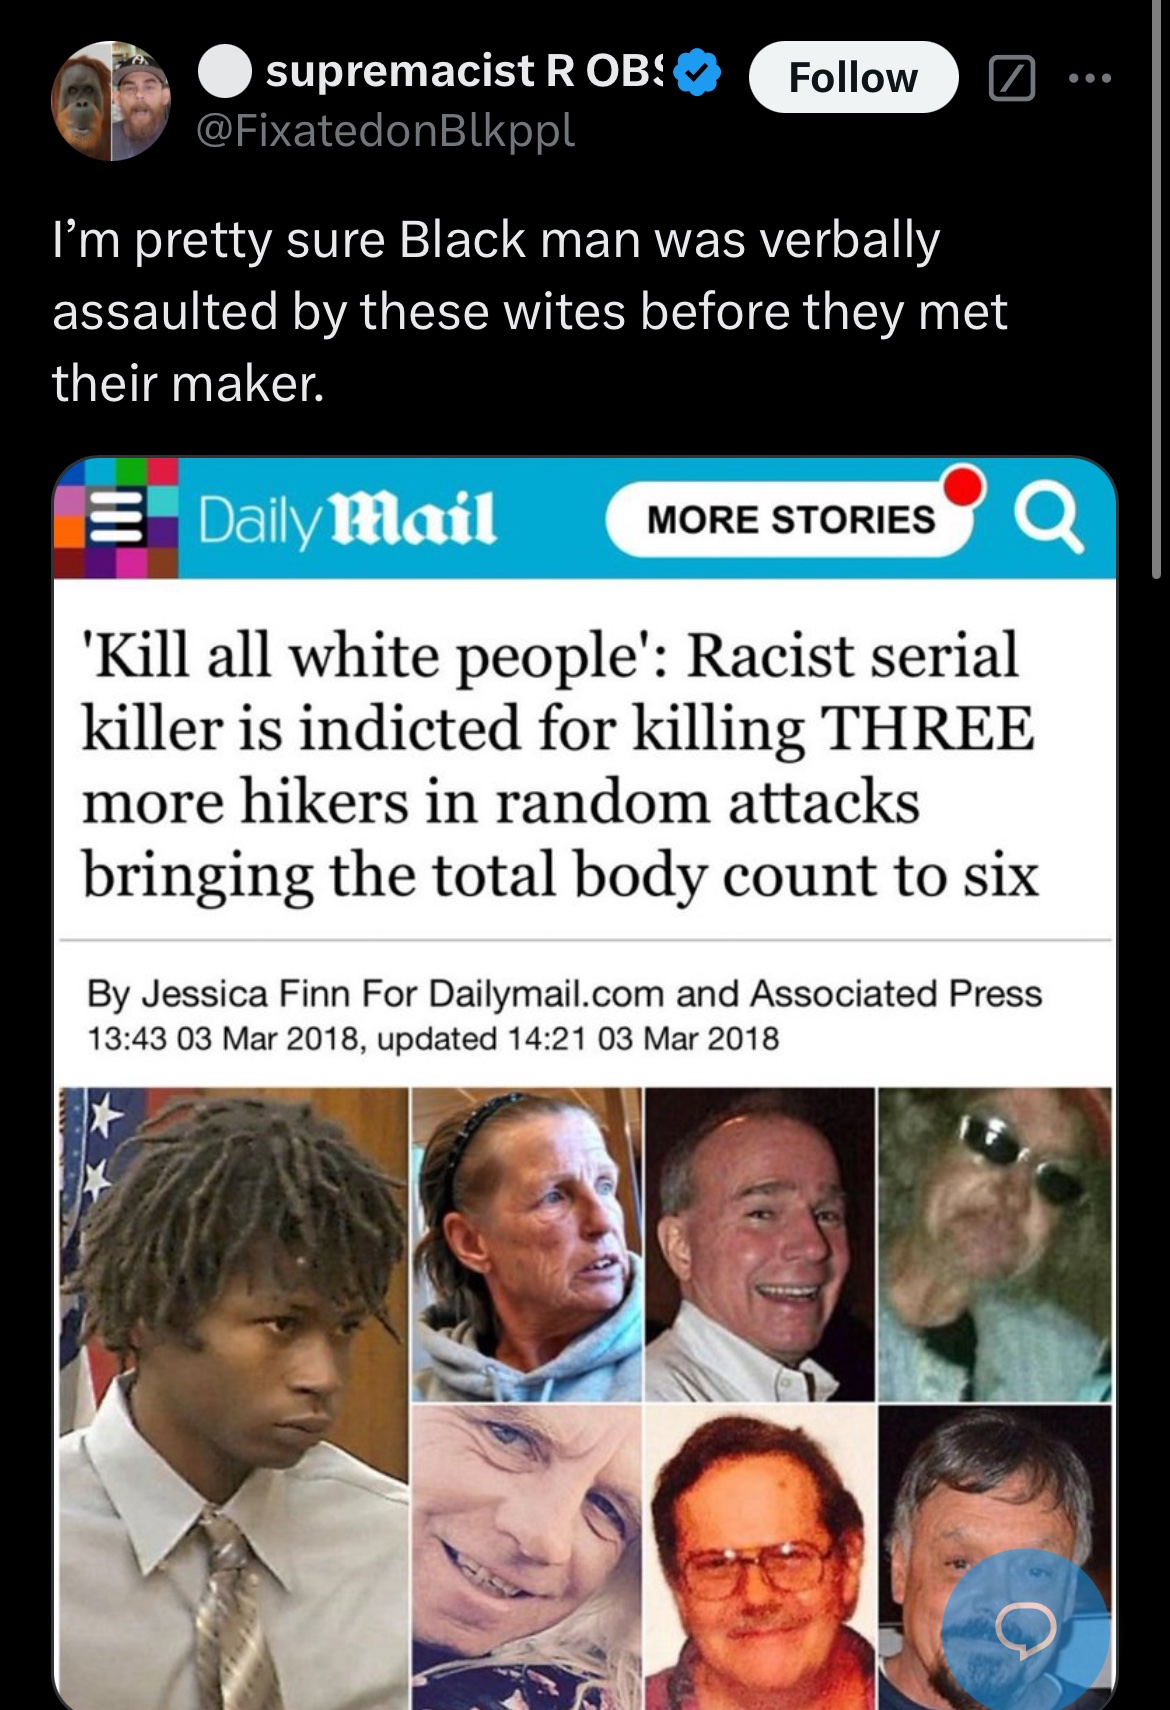 supremacist R OBS
Follow
@FixatedonBlkppl
I'm pretty sure Black man was verbally
assaulted by these wites before they met
their maker.
Daily Mail
MORE STORIES
'Kill all white people': Racist serial
killer is indicted for killing THREE
more hikers in random attacks
bringing the total body count to six
By Jessica Finn For Dailymail.com and Associated Press
13:43 03 Mar 2018, updated 14:21 03 Mar 2018